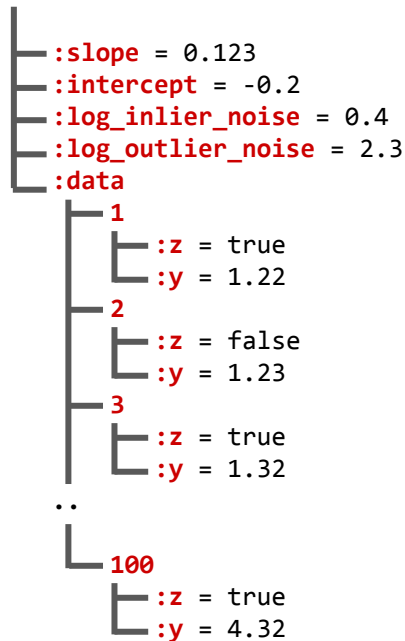 :slope = 0.123
:intercept = -0.2
:log_inlier_noise = 0.4
:log_outlier_noise = 2.3
:data
1
:z = true
:y = 1.22
2
:z = false
:y = 1.23
3
:z = true
:y = 1.32
..
100
:z = true
:y = 4.32